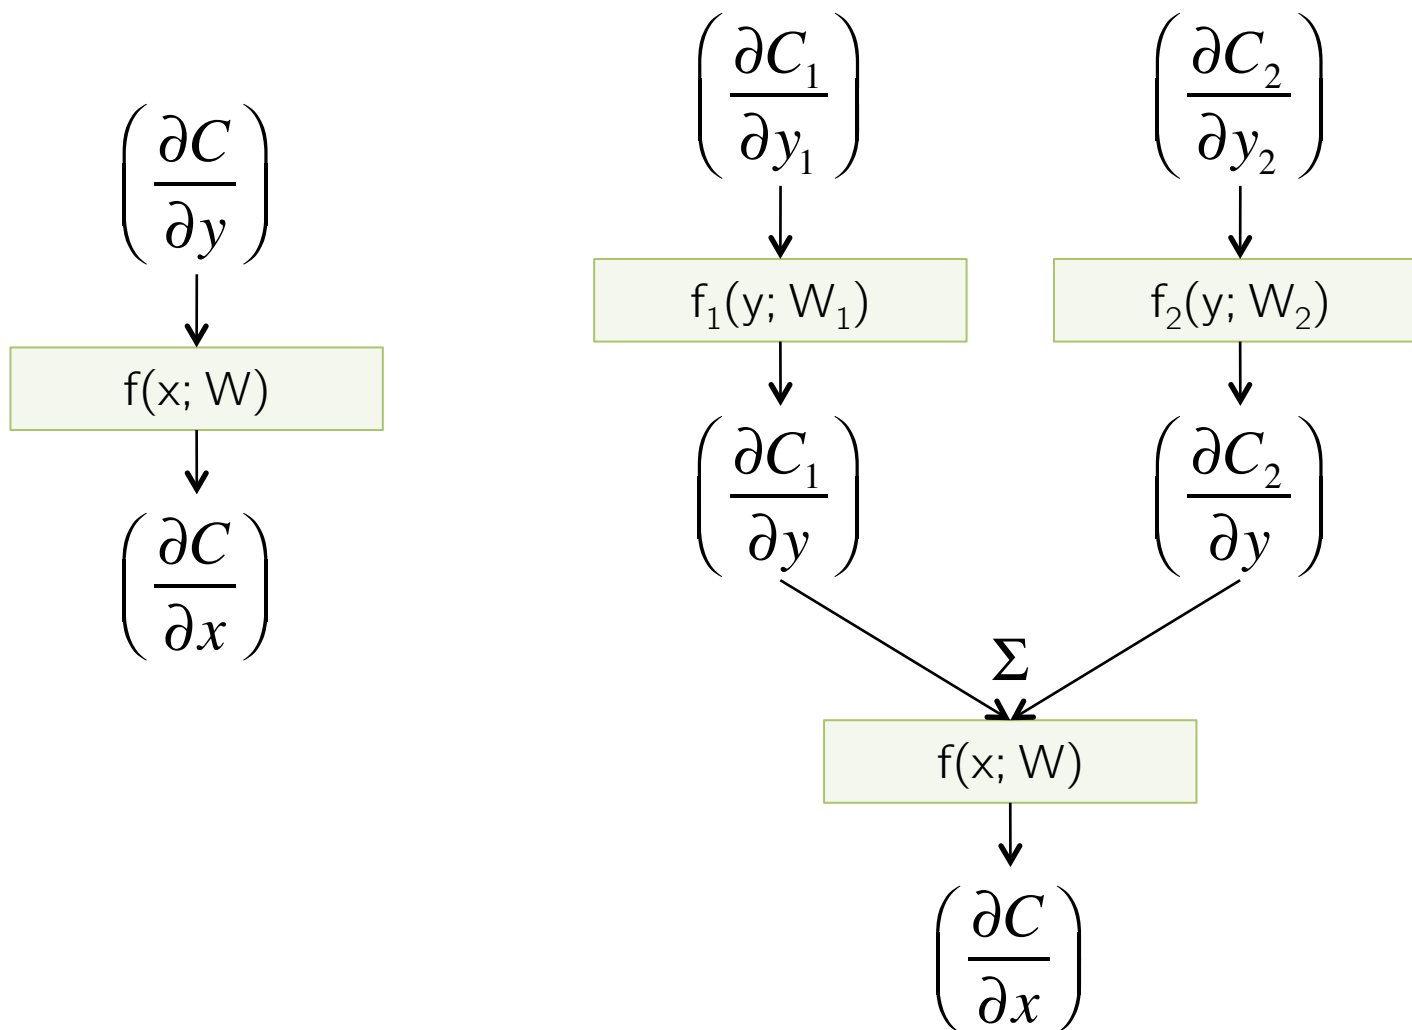 (∂C/∂y)
f(x; W)
(∂C/∂x)
(∂C₁/∂y₁)
(∂C₂/∂y₂)
f₁(y; W₁)
f₂(y; W₂)
(∂C₁/∂y)
(∂C₂/∂y)
Σ
f(x; W)
(∂C/∂x)